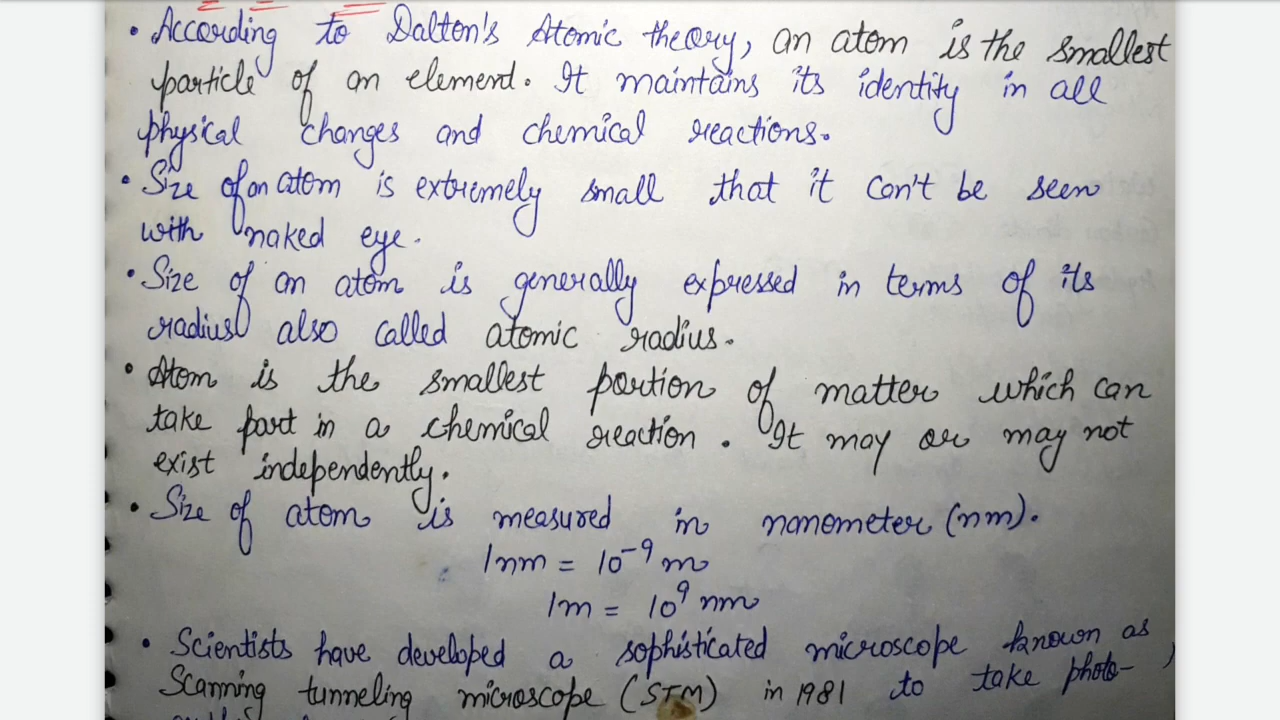 • According to Dalton's Atomic theory, an atom is the smallest
particle of an element. It maintains its identity in all
physical changes and chemical reactions.
• Size of an atom is extremely small that it can't be seen
with naked eye.
• Size of an atom is generally expressed in terms of its
radius also called atomic radius.
• Atom is the smallest portion of matter which can
take part in a chemical reaction. It may or may not
exist independently.
• Size of atom is measured in nanometer (nm).
1nm = 10⁻⁹ m
1m = 10⁹ nm
• Scientists have developed a sophisticated microscope known as
Scanning tunneling microscope (STM) in 1981 to take photo-